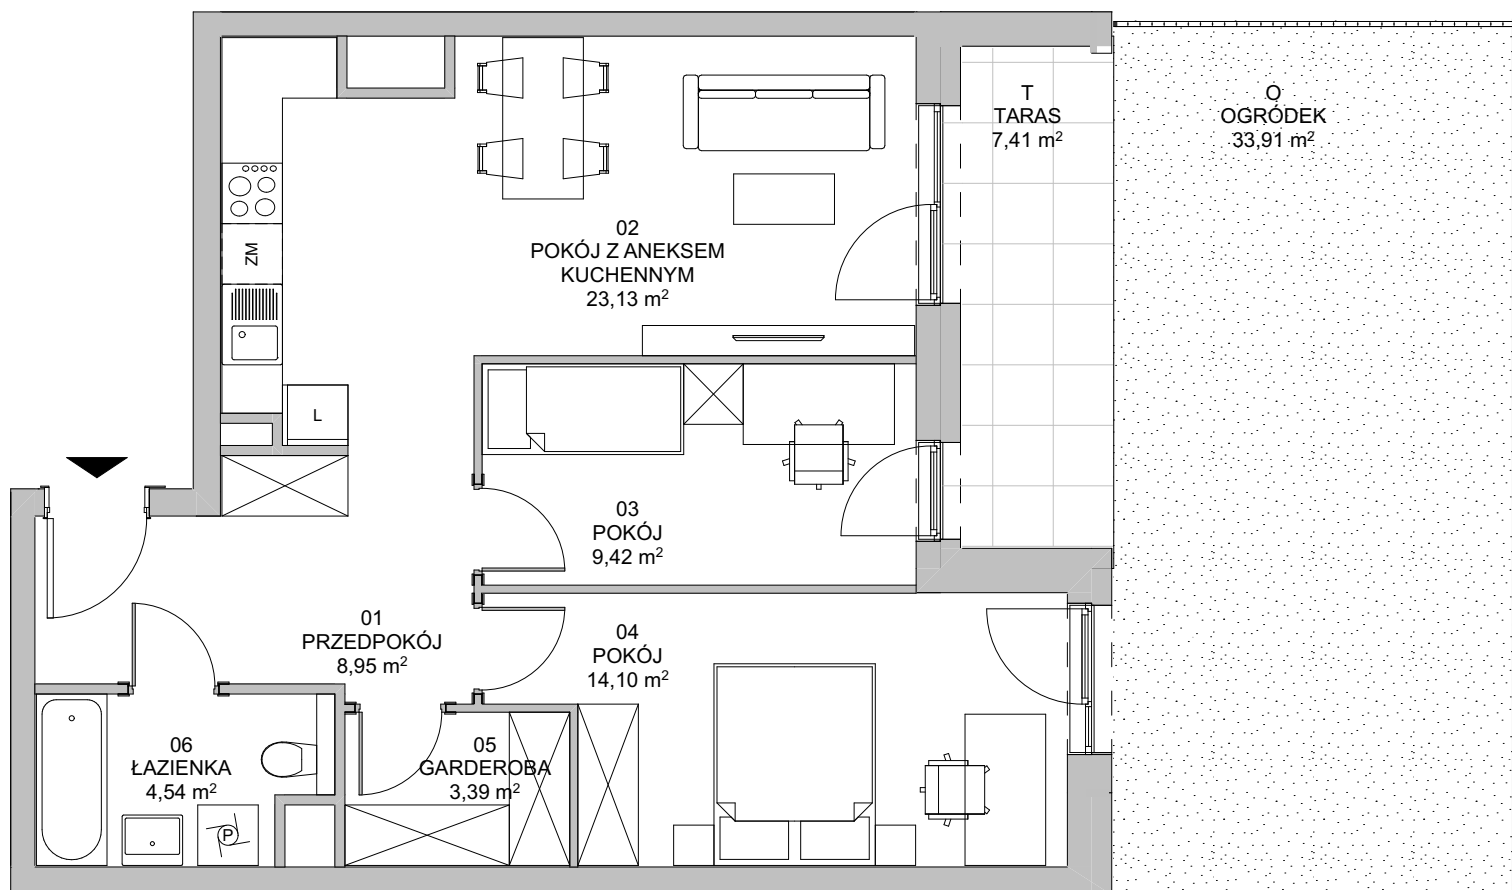 T
TARAS
7,41 m²
O
OGRÓDEK
33,91 m²
02
POKÓJ Z ANEKSEM
KUCHENNYM
23,13 m²
ZM
L
03
POKÓJ
9,42 m²
01
PRZEDPOKÓJ
8,95 m²
04
POKÓJ
14,10 m²
06
ŁAZIENKA
4,54 m²
05
GARDEROBA
3,39 m²
P